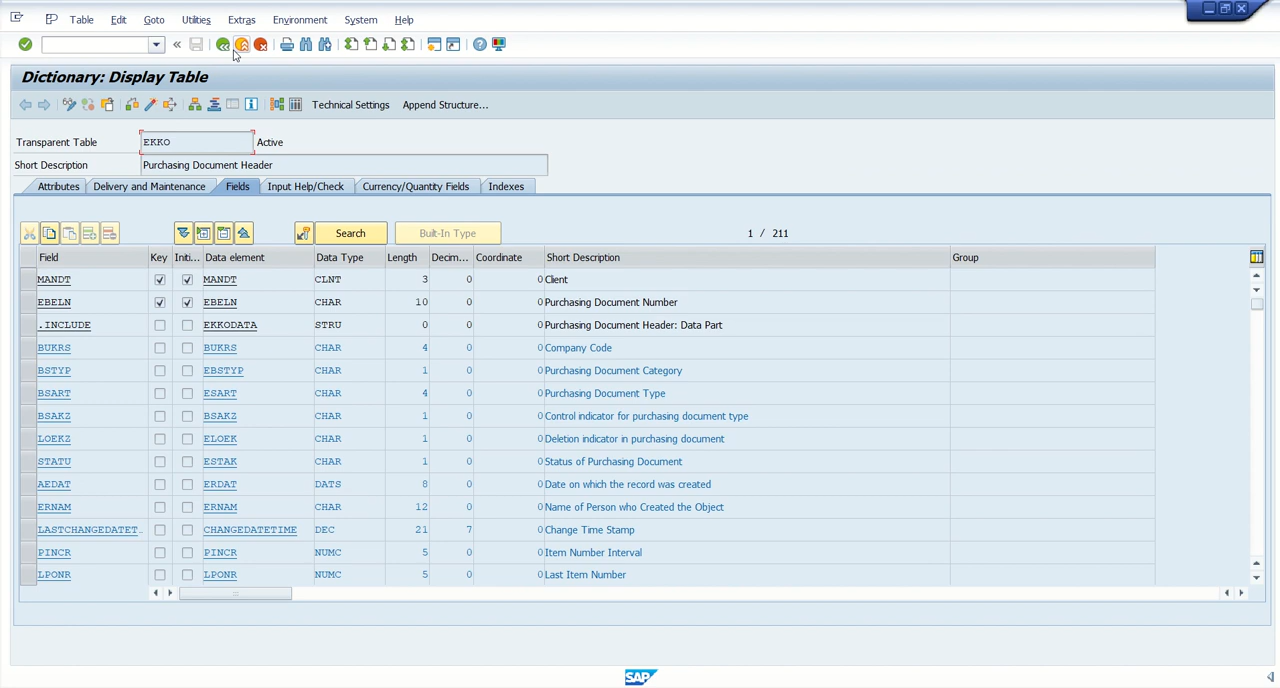 Table Edit Goto Utilities Extras Environment System Help
Dictionary: Display Table
Technical Settings Append Structure...
Transparent Table EKKO Active
Short Description Purchasing Document Header
Attributes Delivery and Maintenance Fields Input Help/Check Currency/Quantity Fields Indexes
Search Built-In Type 1 / 211
Field Key Initi... Data element Data Type Length Decim... Coordinate Short Description Group
MANDT MANDT CLNT 3 0 0 Client
EBELN EBELN CHAR 10 0 0 Purchasing Document Number
.INCLUDE EKKODATA STRU 0 0 0 Purchasing Document Header: Data Part
BUKRS BUKRS CHAR 4 0 0 Company Code
BSTYP EBSTYP CHAR 1 0 0 Purchasing Document Category
BSART ESART CHAR 4 0 0 Purchasing Document Type
BSAKZ BSAKZ CHAR 1 0 0 Control indicator for purchasing document type
LOEKZ ELOEK CHAR 1 0 0 Deletion indicator in purchasing document
STATU ESTAK CHAR 1 0 0 Status of Purchasing Document
AEDAT ERDAT DATS 8 0 0 Date on which the record was created
ERNAM ERNAM CHAR 12 0 0 Name of Person who Created the Object
LASTCHANGEDATET.. CHANGEDATETIME DEC 21 7 0 Change Time Stamp
PINCR PINCR NUMC 5 0 0 Item Number Interval
LPONR LPONR NUMC 5 0 0 Last Item Number
SAP